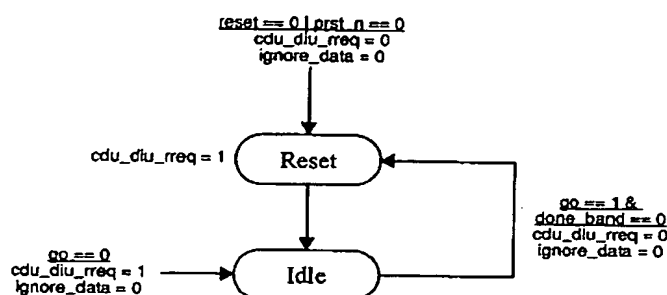 reset == 0 | prst_n == 0
cdu_diu_rreq = 0
ignore_data = 0
cdu_diu_rreq = 1
Reset
go == 1 &
done_band == 0
cdu_diu_rreq = 0
ignore_data = 0
go == 0
cdu_diu_rreq = 1
ignore_data = 0
Idle